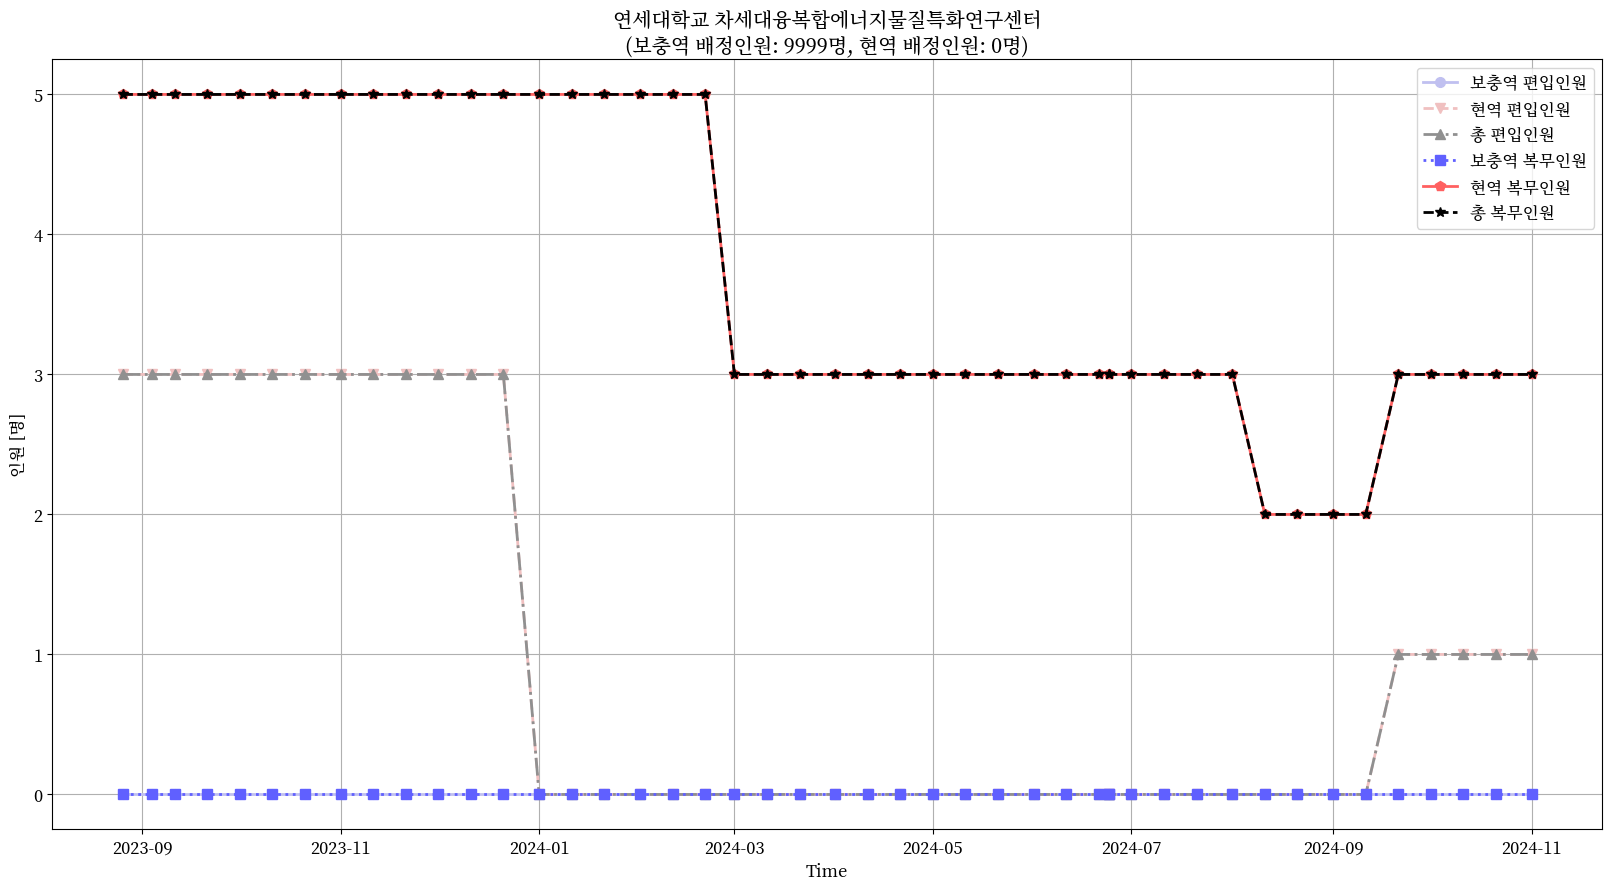 연세대학교 차세대융복합에너지물질특화연구센터
(보충역 배정인원: 9999명, 현역 배정인원: 0명)
보충역 편입인원
현역 편입인원
총 편입인원
보충역 복무인원
현역 복무인원
총 복무인원
인원 [명]
5
4
3
2
1
0
2023-09 2023-11 2024-01 2024-03 2024-05 2024-07 2024-09 2024-11
Time